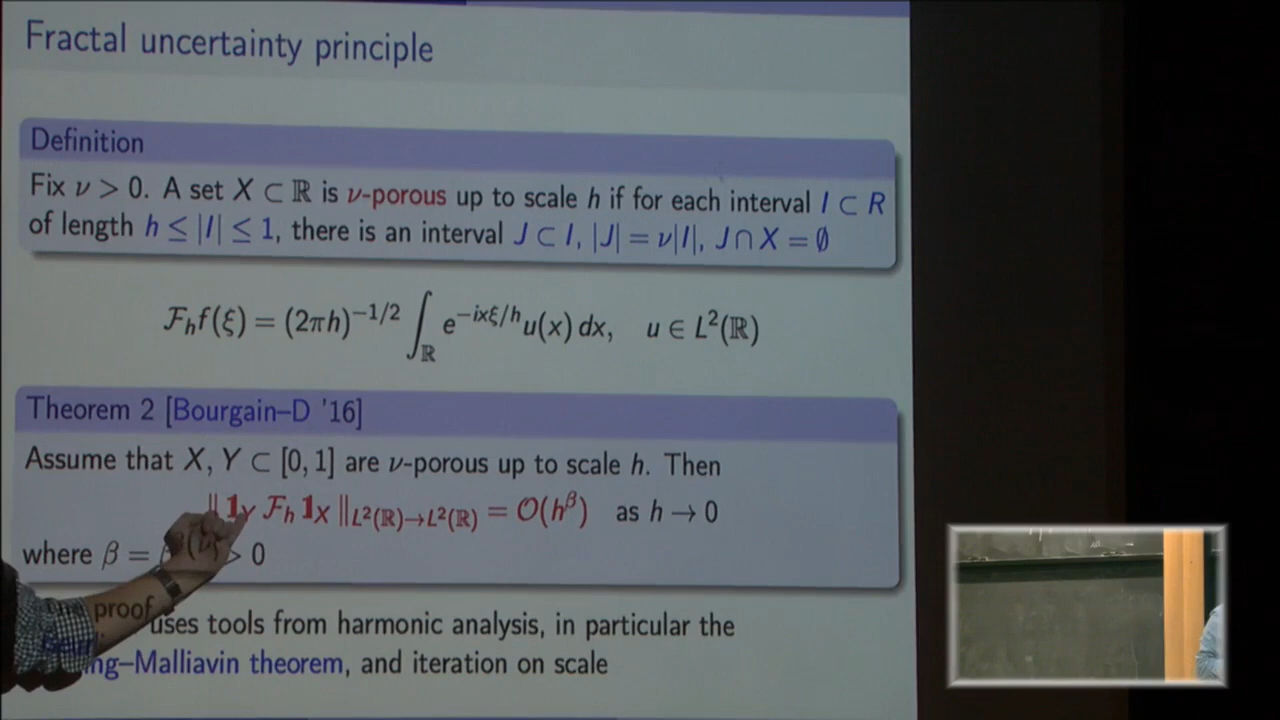 Fractal uncertainty principle
Definition
Fix ν > 0. A set X ⊂ ℝ is ν-porous up to scale h if for each interval I ⊂ R
of length h ≤ |I| ≤ 1, there is an interval J ⊂ I, |J| = ν|I|, J ∩ X = ∅
ℱₕf(ξ) = (2πh)^{-1/2} ∫_ℝ e^{-ixξ/h} u(x) dx, u ∈ L²(ℝ)
Theorem 2 [Bourgain–D '16]
Assume that X, Y ⊂ [0, 1] are ν-porous up to scale h. Then
‖ 𝟏_Y ℱₕ 𝟏_X ‖_{L²(ℝ)→L²(ℝ)} = 𝒪(h^β) as h → 0
where β = > 0
proof uses tools from harmonic analysis, in particular the
–Malliavin theorem, and iteration on scale